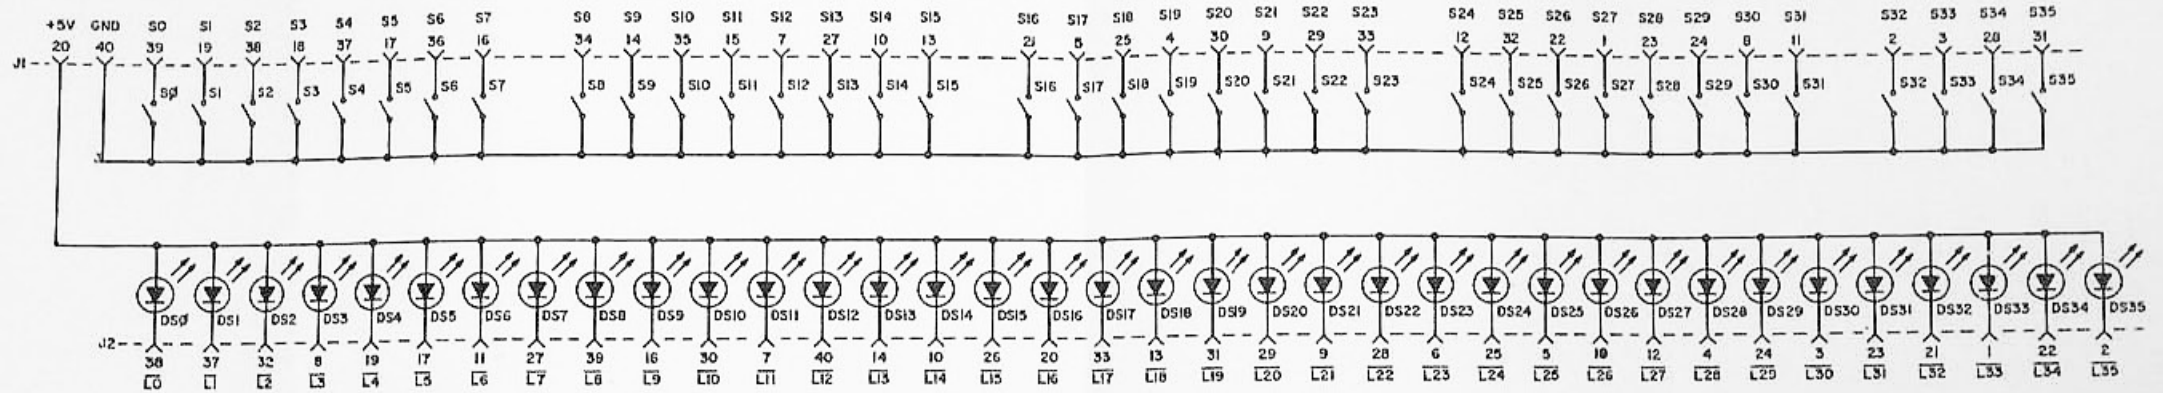 +5V GND S0 S1 S2 S3 S4 S5 S6 S7 S8 S9 S10 S11 S12 S13 S14 S15 S16 S17 S18 S19 S20 S21 S22 S23 S24 S25 S26 S27 S28 S29 S30 S31 S32 S33 S34 S35
20 40 39 19 38 18 37 17 36 16 34 14 35 15 7 27 10 13 21 5 25 4 30 9 29 33 12 32 22 1 23 24 8 11 2 3 28 31
J1
SØ S1 S2 S3 S4 S5 S6 S7 S8 S9 S10 S11 S12 S13 S14 S15 S16 S17 S18 S19 S20 S21 S22 S23 S24 S25 S26 S27 S28 S29 S30 S31 S32 S33 S34 S35
DSØ DS1 DS2 DS3 DS4 DS5 DS6 DS7 DS8 DS9 DS10 DS11 DS12 DS13 DS14 DS15 DS16 DS17 DS18 DS19 DS20 DS21 DS22 DS23 DS24 DS25 DS26 DS27 DS28 DS29 DS30 DS31 DS32 DS33 DS34 DS35
J2
38 37 32 8 19 17 11 27 39 16 30 7 40 14 10 26 20 33 13 31 29 9 28 6 25 5 18 12 4 24 3 23 21 1 22 2
L0 L1 L2 L3 L4 L5 L6 L7 L8 L9 L10 L11 L12 L13 L14 L15 L16 L17 L18 L19 L20 L21 L22 L23 L24 L25 L26 L27 L28 L29 L30 L31 L32 L33 L34 L35